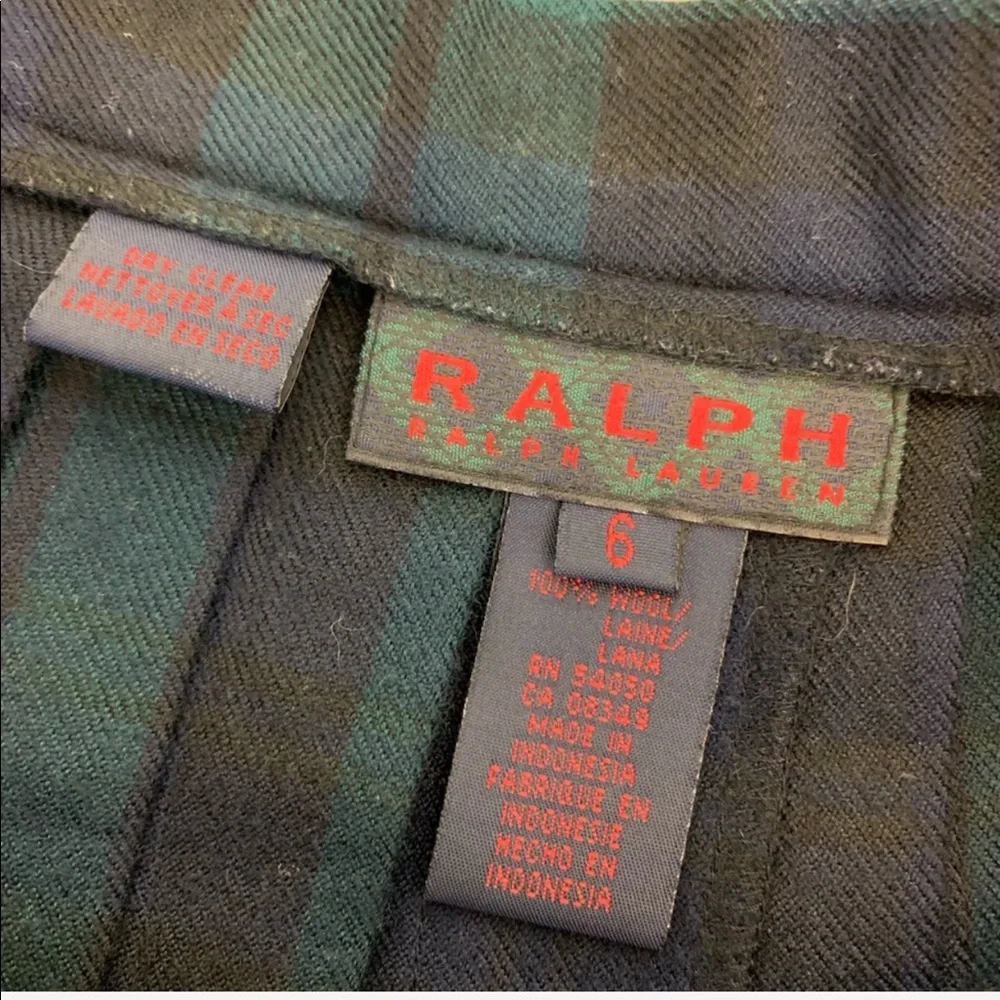 DRY CLEAN
NETTOYER À SEC
LAVADO EN SECO
RALPH
RALPH LAUREN
6
100% WOOL/
LAINE/
LANA
RN 54050
CA 08349
MADE IN
INDONESIA
FABRIQUE EN
INDONESIE
HECHO EN
INDONESIA